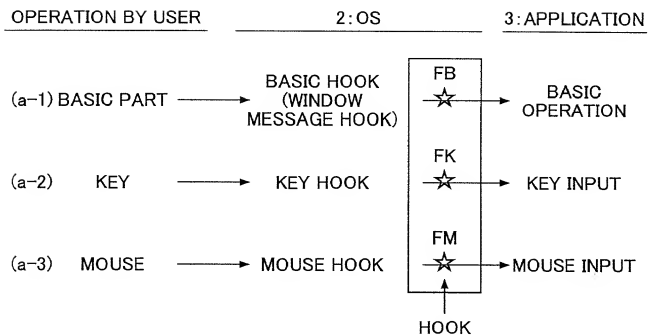 OPERATION BY USER 2:OS 3:APPLICATION
FB
(a-1) BASIC PART BASIC HOOK (WINDOW MESSAGE HOOK) BASIC OPERATION
FK
(a-2) KEY KEY HOOK KEY INPUT
FM
(a-3) MOUSE MOUSE HOOK MOUSE INPUT
HOOK